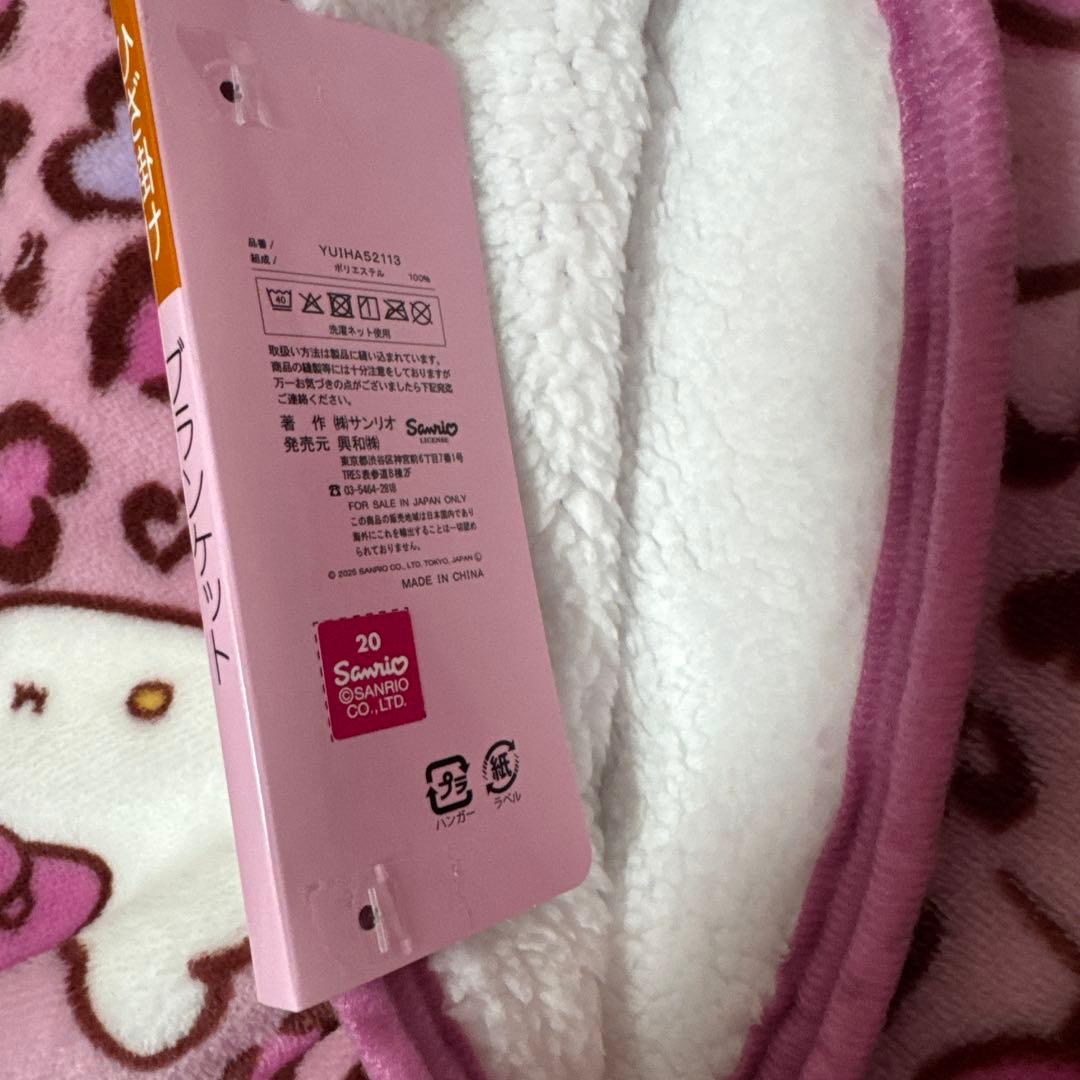 ブランケット
品番/ YUIHA52113
組成/ ポリエステル 100%
40
洗濯ネット使用
取扱い方法は製品に縫い込まれています。
商品の縫製等には十分注意をしておりますが
万一お気づきの点がございましたら下記宛迄
ご連絡ください。
著 作 ㈱サンリオ Sanrio LICENSE
発売元 興和㈱
東京都渋谷区神宮前6丁目7番1号
TRES表参道B棟2F
☎03-5464-2818
FOR SALE IN JAPAN ONLY
この商品の販売地域は日本国内であり
海外にこれを輸出することは一切認め
られておりません。
© 2025 SANRIO CO., LTD. TOKYO, JAPAN Ⓛ
MADE IN CHINA
20
Sanrio
©SANRIO
CO.,LTD.
プラ 紙
ハンガー ラベル